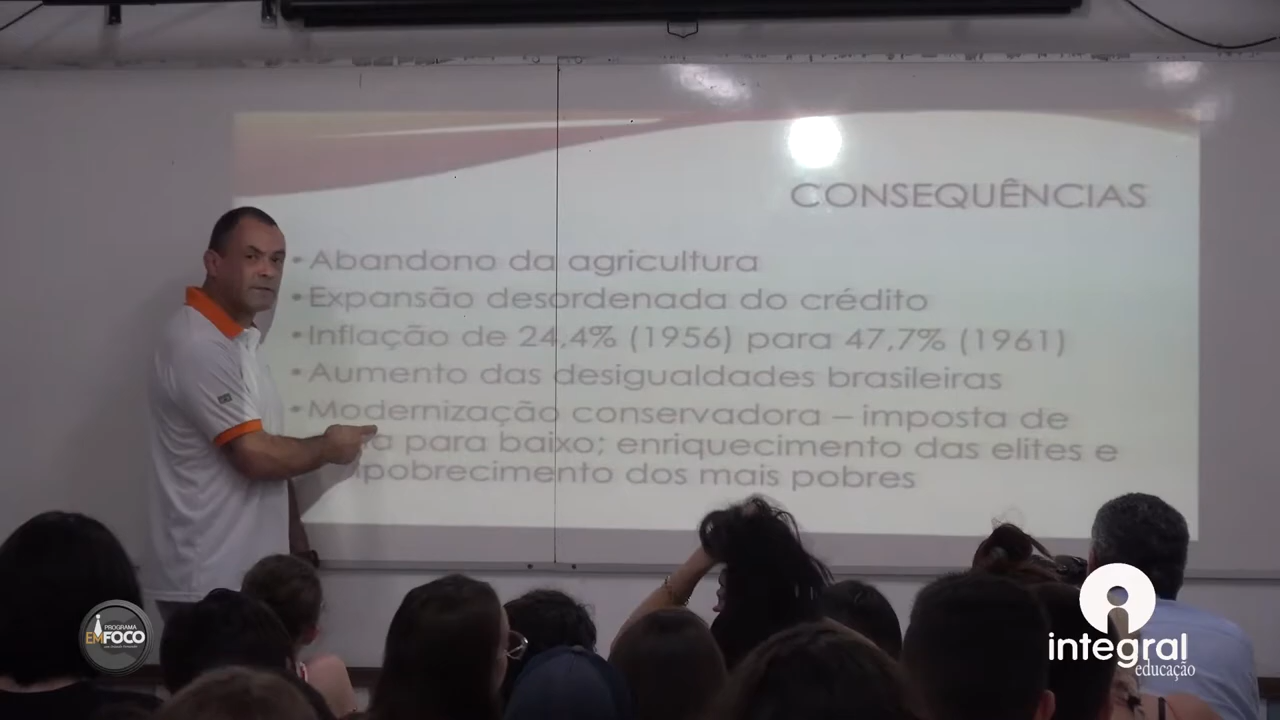 CONSEQUÊNCIAS
• Abandono da agricultura
• Expansão desordenada do crédito
• Inflação de 24,4% (1956) para 47,7% (1961)
• Aumento das desigualdades brasileiras
• Modernização conservadora – imposta de
para baixo; enriquecimento das elites e
pobrecimento dos mais pobres
PROGRAMA
EMFOCO
integral
educação